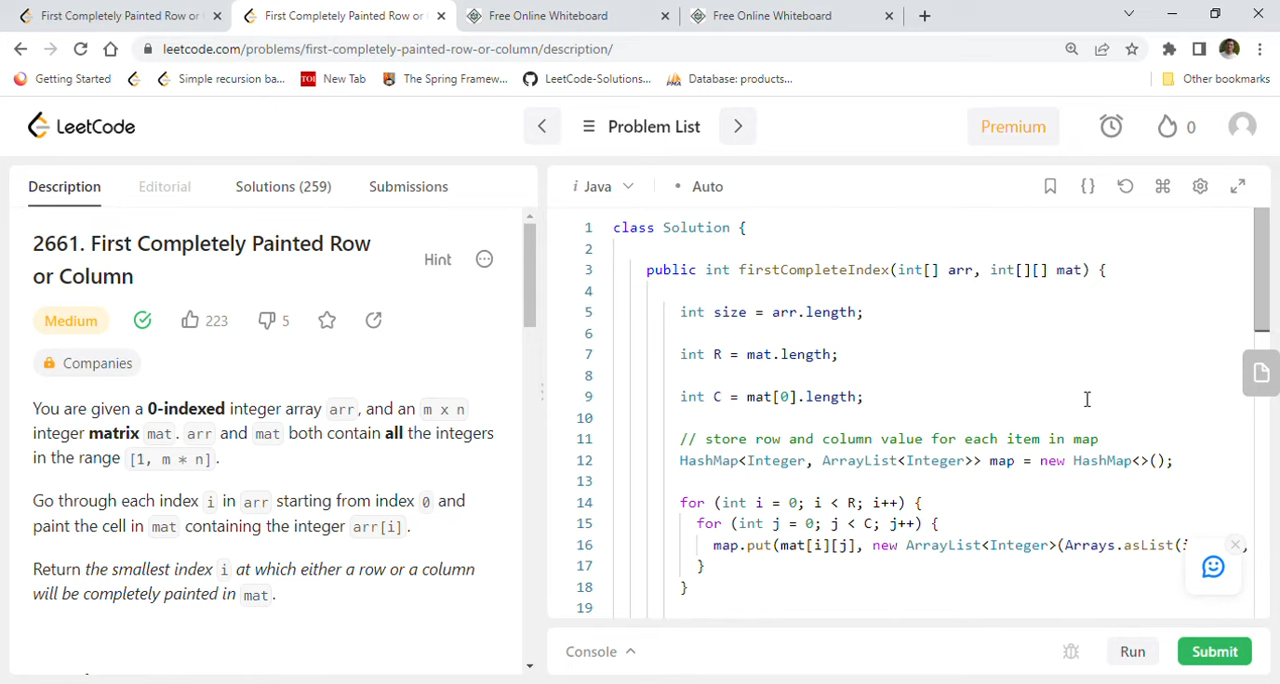 First Completely Painted Row or
First Completely Painted Row or
Free Online Whiteboard
Free Online Whiteboard
leetcode.com/problems/first-completely-painted-row-or-column/description/
Getting Started
Simple recursion ba...
TOI New Tab
The Spring Framew...
LeetCode-Solutions...
Database: products...
Other bookmarks
LeetCode
Problem List
Premium
0
Description
Editorial
Solutions (259)
Submissions
2661. First Completely Painted Row
or Column
Hint
Medium
223
5
Companies
You are given a 0-indexed integer array arr, and an m x n
integer matrix mat. arr and mat both contain all the integers
in the range [1, m * n].
Go through each index i in arr starting from index 0 and
paint the cell in mat containing the integer arr[i].
Return the smallest index i at which either a row or a column
will be completely painted in mat.
i Java
• Auto
1 class Solution {
2
3 public int firstCompleteIndex(int[] arr, int[][] mat) {
4
5 int size = arr.length;
6
7 int R = mat.length;
8
9 int C = mat[0].length;
10
11 // store row and column value for each item in map
12 HashMap<Integer, ArrayList<Integer>> map = new HashMap<>();
13
14 for (int i = 0; i < R; i++) {
15 for (int j = 0; j < C; j++) {
16 map.put(mat[i][j], new ArrayList<Integer>(Arrays.asList(i,
17 }
18 }
19
Console
Run
Submit